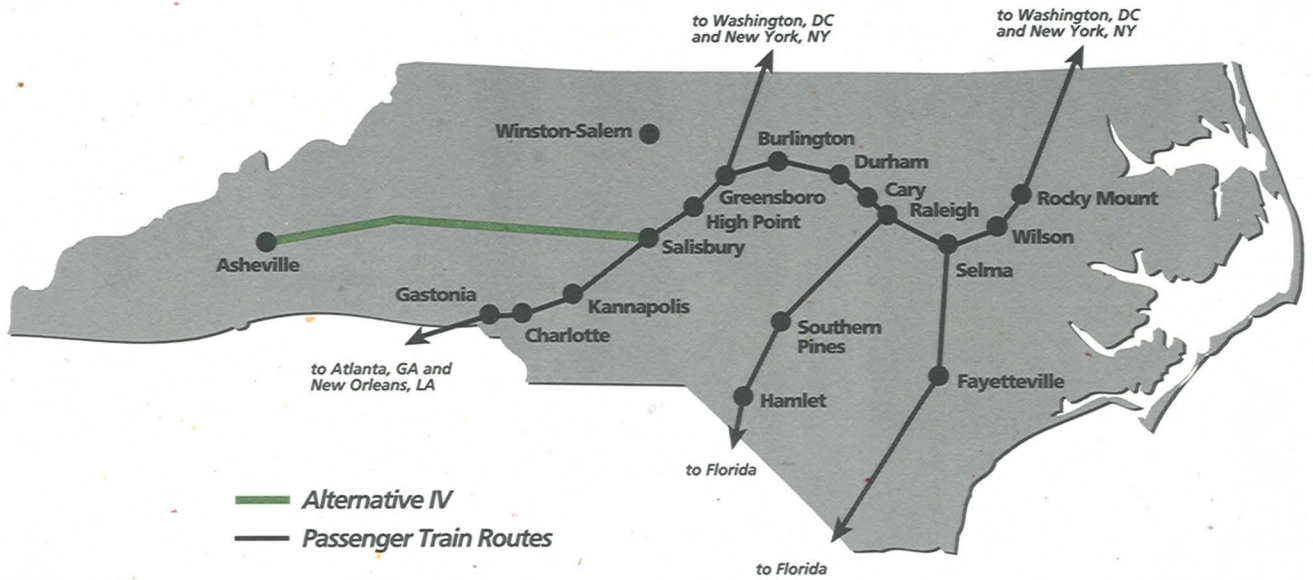 to Washington, DC
and New York, NY
to Washington, DC
and New York, NY
Winston-Salem
Burlington
Durham
Cary
Greensboro
Raleigh
Rocky Mount
High Point
Wilson
Salisbury
Asheville
Selma
Gastonia
Kannapolis
Charlotte
Southern
Pines
to Atlanta, GA and
New Orleans, LA
Fayetteville
Hamlet
to Florida
Alternative IV
Passenger Train Routes
to Florida